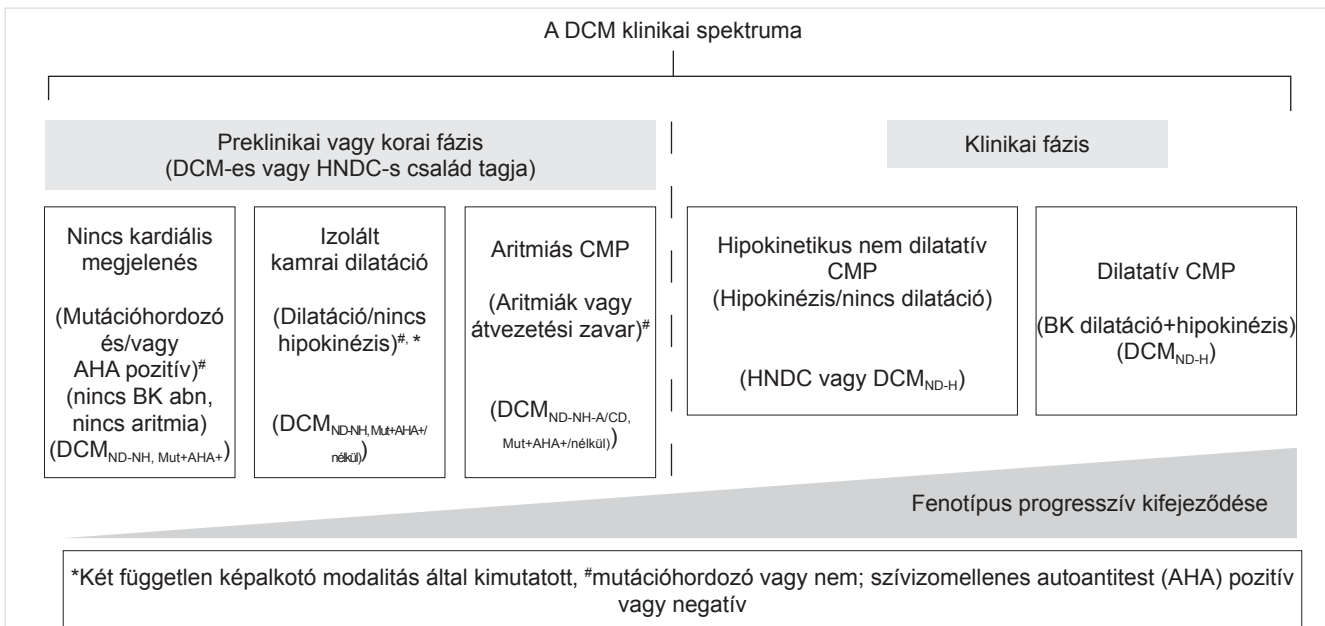 A DCM klinikai spektruma
Preklinikai vagy korai fázis
(DCM-es vagy HNDC-s család tagja)
Klinikai fázis
Nincs kardiális
megjelenés
(Mutációhordozó
és/vagy
AHA pozitív)#
(nincs BK abn,
nincs aritmia)
(DCMND-NH, Mut+AHA+)
Izolált
kamrai dilatáció
(Dilatáció/nincs
hipokinézis)#, *
(DCMND-NH, Mut+AHA+/
nélkül))
Aritmiás CMP
(Aritmiák vagy
átvezetési zavar)#
(DCMND-NH-A/CD,
Mut+AHA+/nélkül))
Hipokinetikus nem dilatatív
CMP
(Hipokinézis/nincs dilatáció)
(HNDC vagy DCMND-H)
Dilatatív CMP
(BK dilatáció+hipokinézis)
(DCMND-H)
Fenotípus progresszív kifejeződése
*Két független képalkotó modalitás által kimutatott, #mutációhordozó vagy nem; szívizomellenes autoantitest (AHA) pozitív
vagy negatív